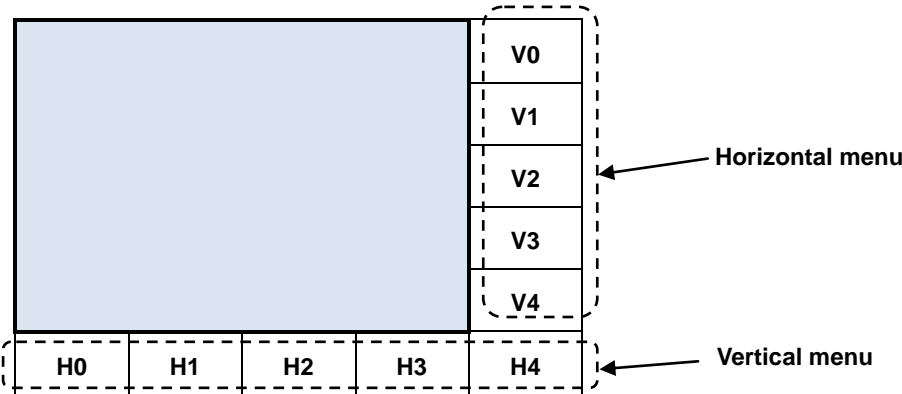 V0
V1
Horizontal menu
V2
V3
V4
H0 H1 H2 H3 H4
Vertical menu